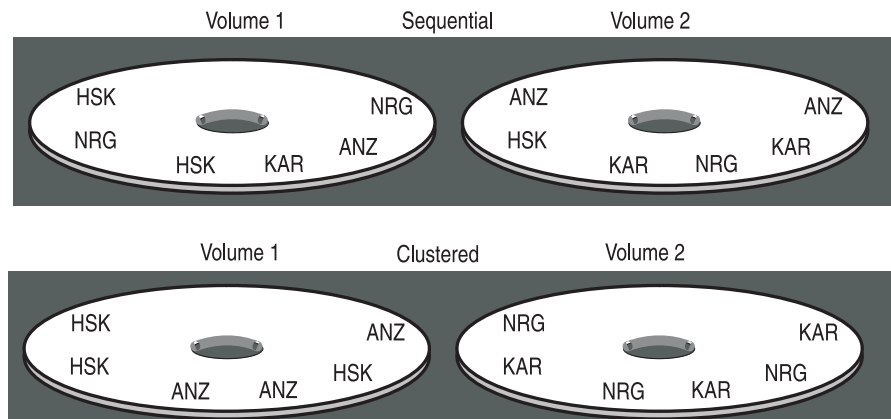 Volume 1 Sequential Volume 2
HSK NRG ANZ ANZ
NRG ANZ HSK KAR
HSK KAR KAR NRG
Volume 1 Clustered Volume 2
HSK ANZ NRG KAR
HSK HSK KAR NRG
ANZ ANZ NRG KAR